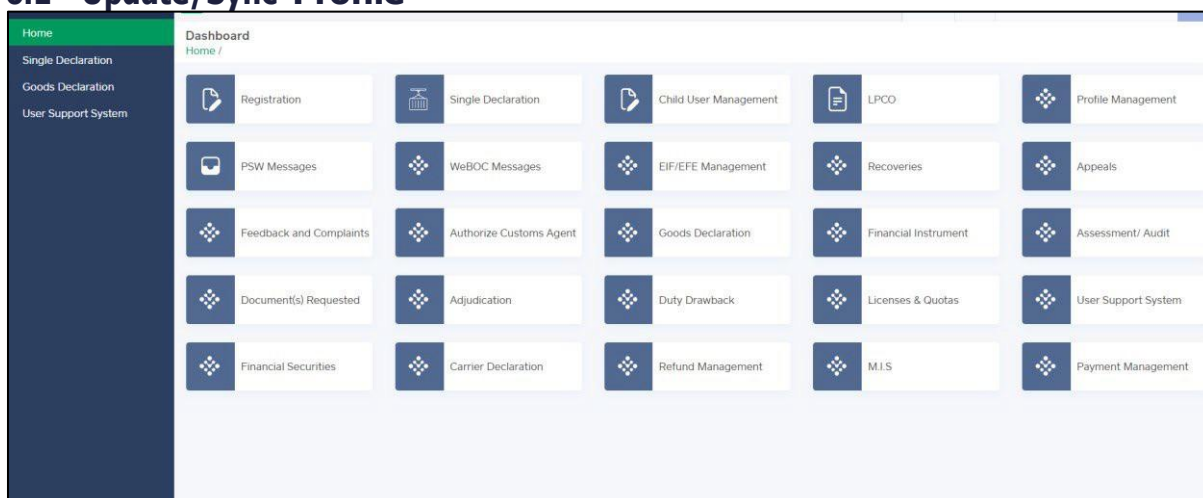 Update/Sync Profile
Home
Single Declaration
Goods Declaration
User Support System
Dashboard
Home /
Registration
Single Declaration
Child User Management
LPCO
Profile Management
PSW Messages
WeBOC Messages
EIF/EFE Management
Recoveries
Appeals
Feedback and Complaints
Authorize Customs Agent
Goods Declaration
Financial Instrument
Assessment/ Audit
Document(s) Requested
Adjudication
Duty Drawback
Licenses & Quotas
User Support System
Financial Securities
Carrier Declaration
Refund Management
M.I.S
Payment Management